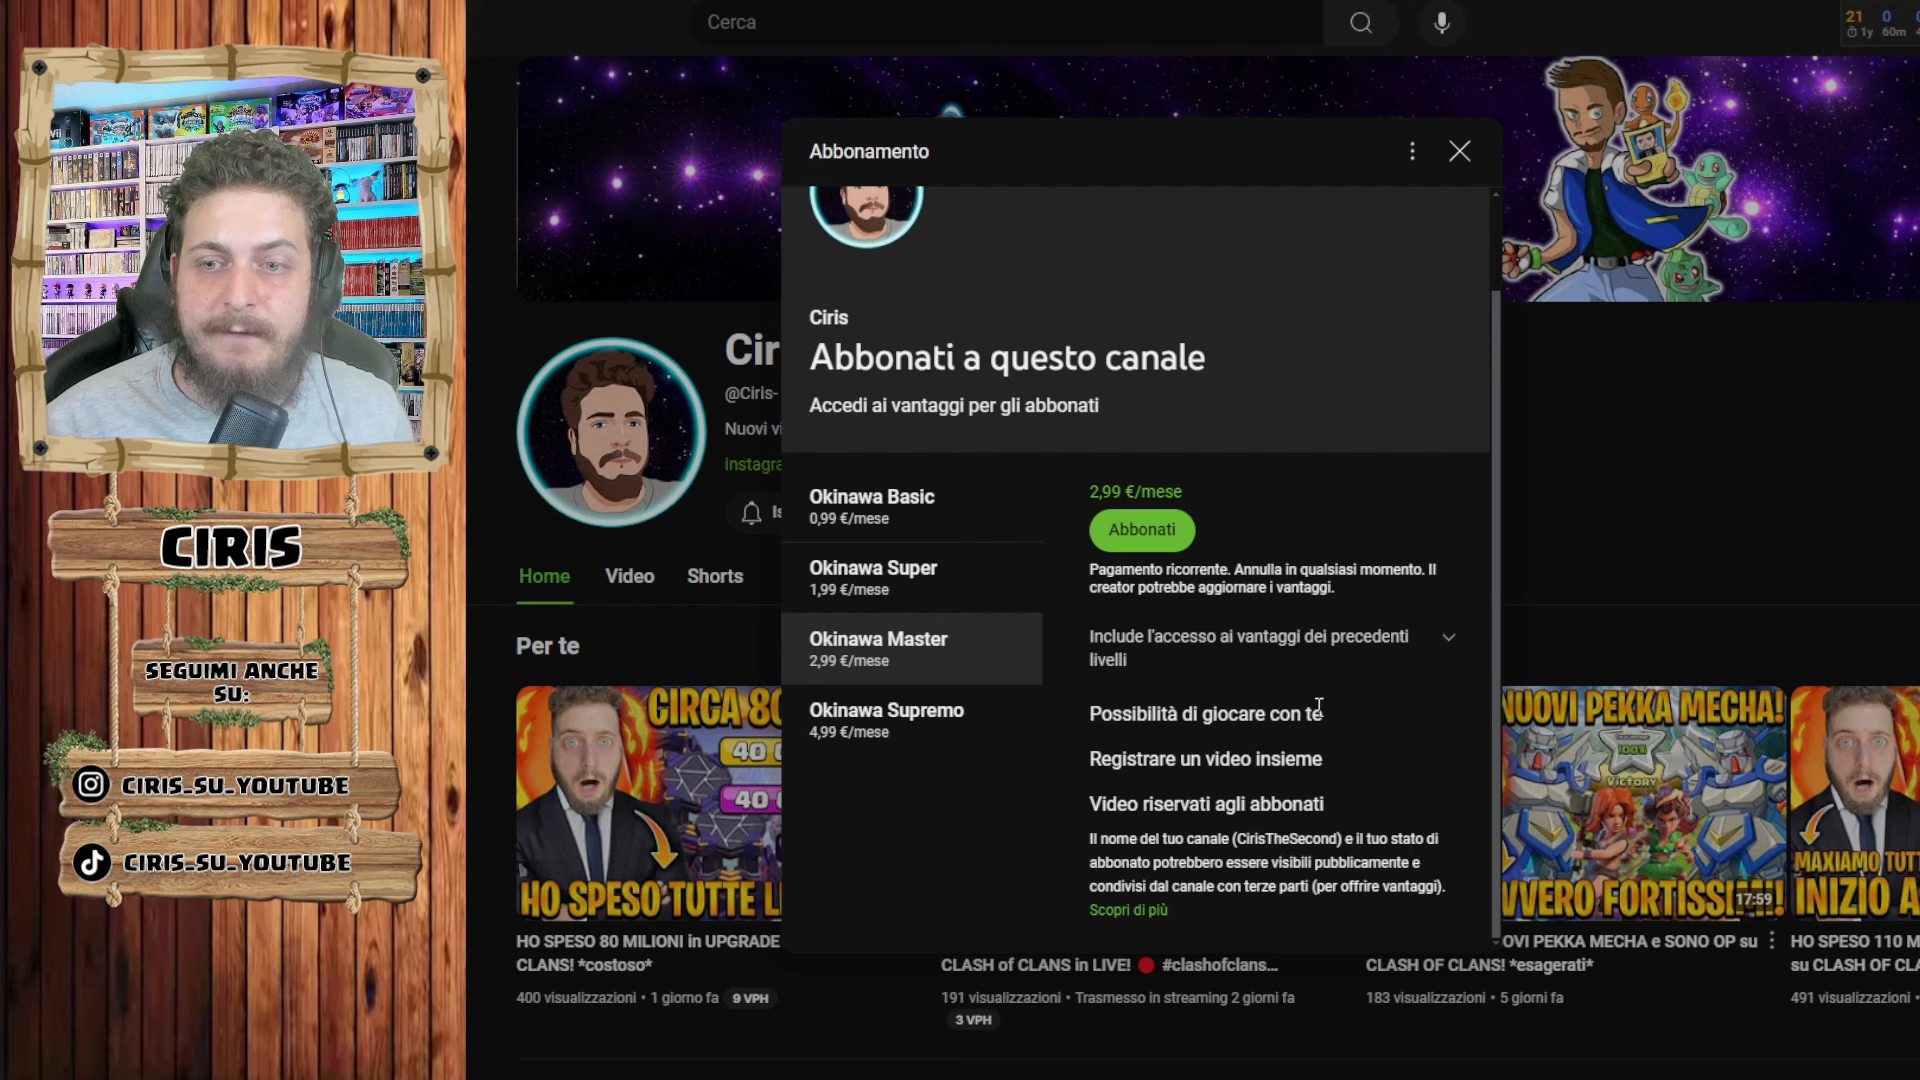 CIRIS
SEGUIMI ANCHE
SU:
CIRIS_SU_YOUTUBE
CIRIS_SU_YOUTUBE
Cerca
21
0
1y
60m
Cir
@Ciris-
Nuovi vi
instagra
Is
Home
Video
Shorts
Per te
Abbonamento
Ciris
Abbonati a questo canale
Accedi ai vantaggi per gli abbonati
Okinawa Basic
0,99 €/mese
Okinawa Super
1,99 €/mese
Okinawa Master
2,99 €/mese
Okinawa Supremo
4,99 €/mese
2,99 €/mese
Abbonati
Pagamento ricorrente. Annulla in qualsiasi momento. Il
creator potrebbe aggiornare i vantaggi.
Include l'accesso ai vantaggi dei precedenti
livelli
Possibilità di giocare con te
Registrare un video insieme
Video riservati agli abbonati
Il nome del tuo canale (CirisTheSecond) e il tuo stato di
abbonato potrebbero essere visibili pubblicamente e
condivisi dal canale con terze parti (per offrire vantaggi).
Scopri di più
CIRCA 80
40
40
HO SPESO TUTTE L
HO SPESO 80 MILIONI in UPGRADE
CLANS! *costoso*
400 visualizzazioni • 1 giorno fa
9 VPH
CLASH of CLANS in LIVE! 🔴 #clashofclans...
191 visualizzazioni • Trasmesso in streaming 2 giorni fa
3 VPH
NUOVI PEKKA MECHA!
100%
VICTORY
VVERO FORTISSIMI!
17:59
OVI PEKKA MECHA e SONO OP su
CLASH OF CLANS! *esagerati*
183 visualizzazioni • 5 giorni fa
MAXIAMO TUTT
INIZIO A
HO SPESO 110 M
su CLASH OF CLA
491 visualizzazioni